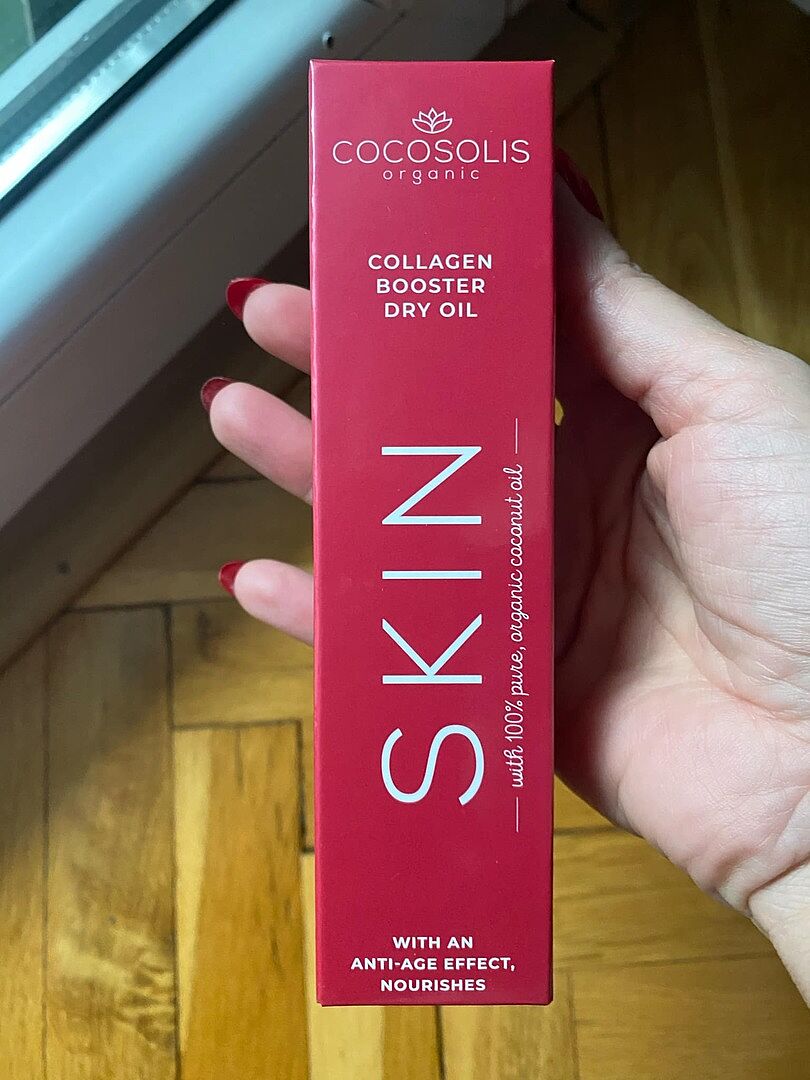 COCOSOLIS
organic
COLLAGEN
BOOSTER
DRY OIL
SKIN
with 100% pure, organic coconut oil
WITH AN
ANTI-AGE EFFECT,
NOURISHES